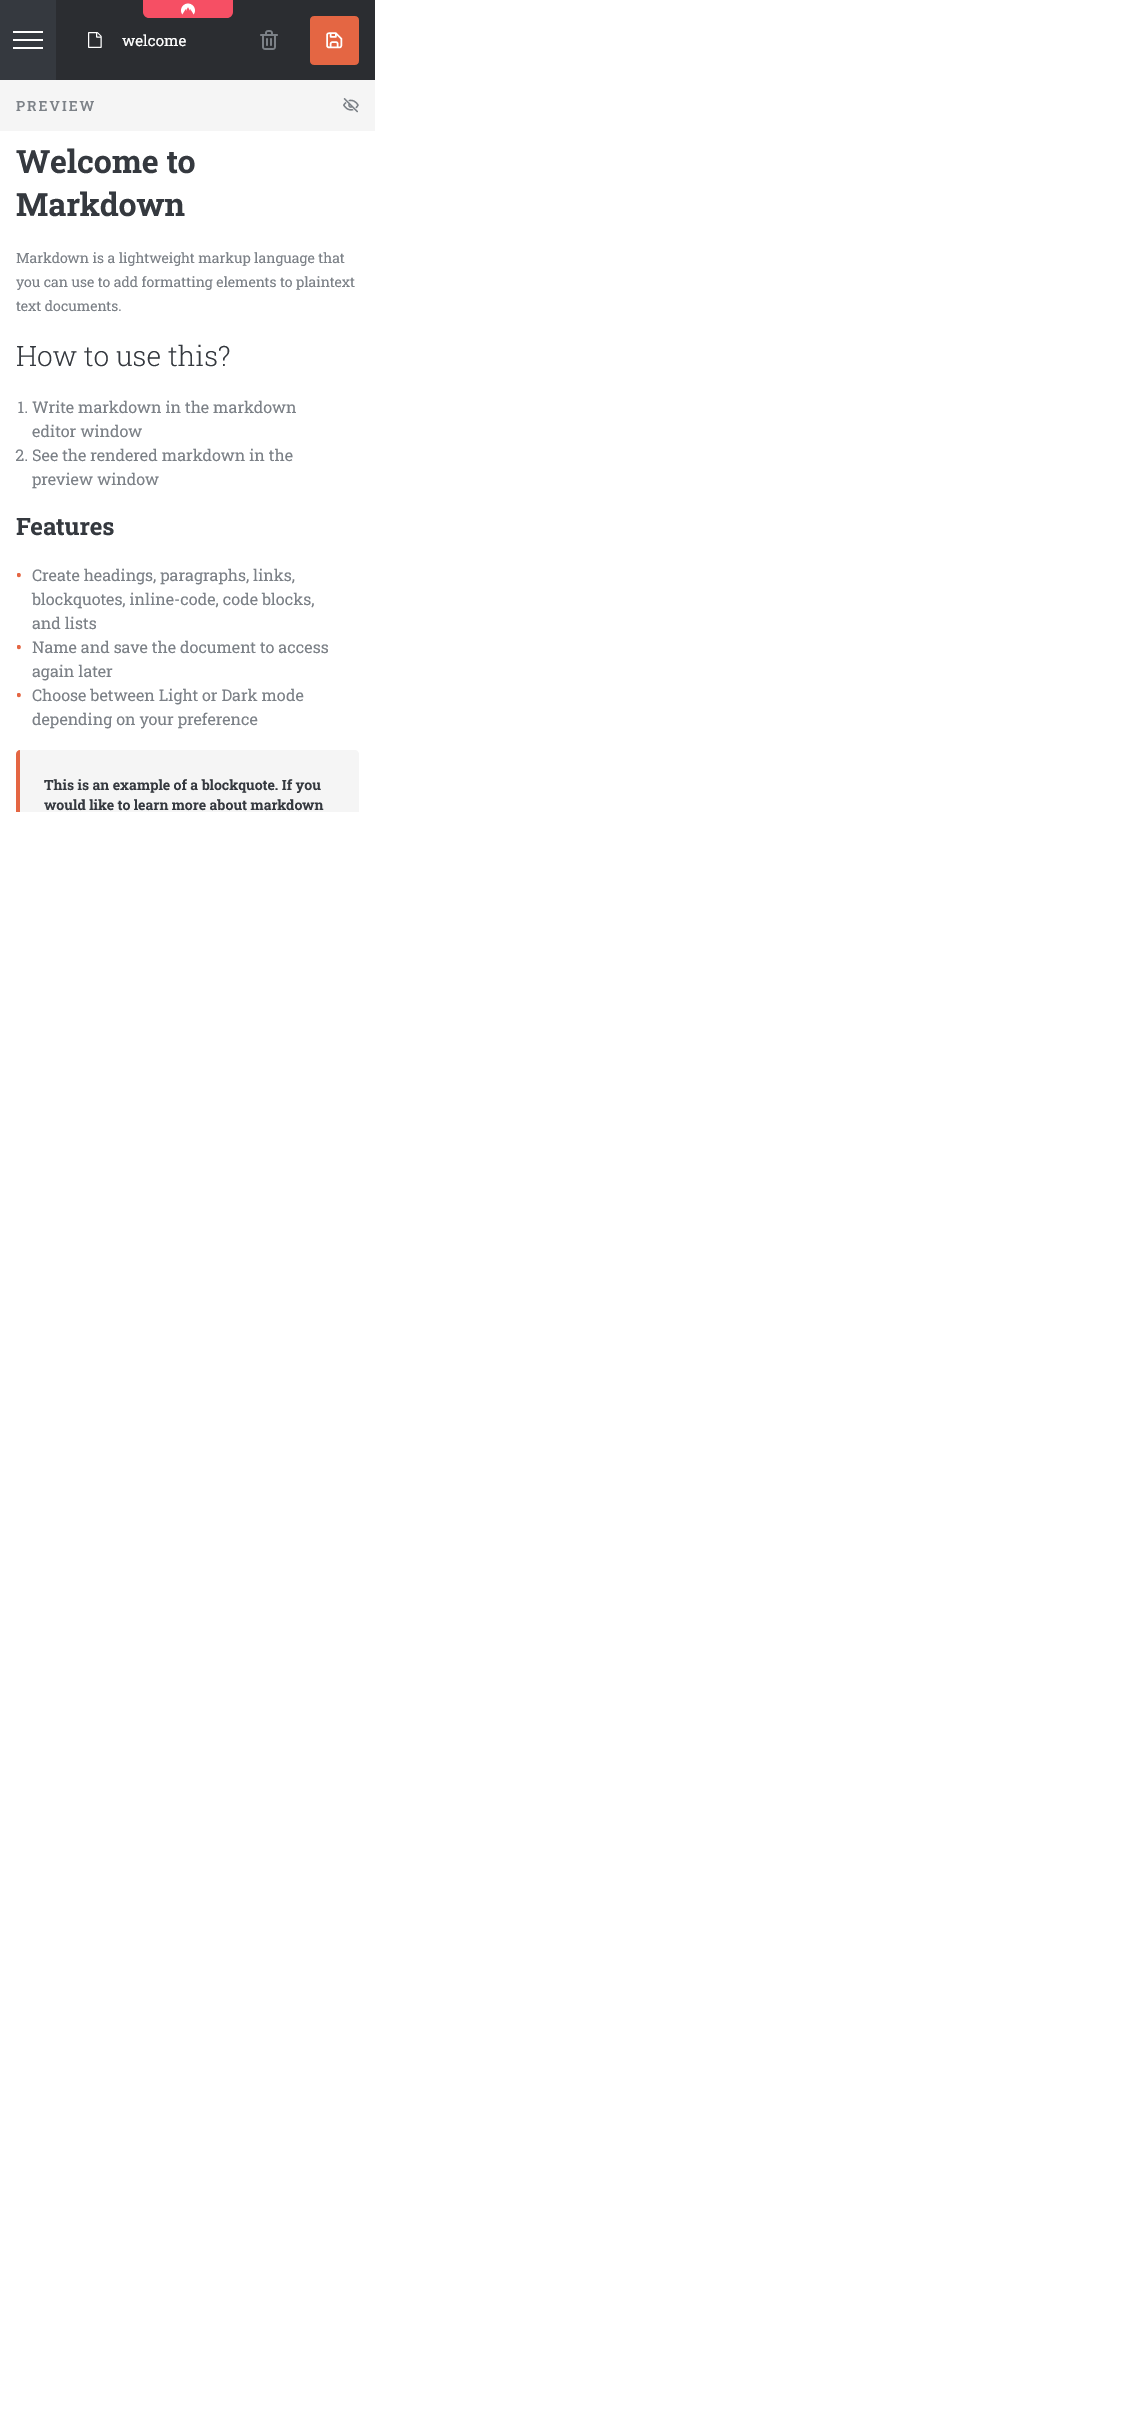 welcome
PREVIEW
Welcome to
Markdown
Markdown is a lightweight markup language that
you can use to add formatting elements to plaintext
text documents.
How to use this?
1. Write markdown in the markdown
editor window
2. See the rendered markdown in the
preview window
Features
• Create headings, paragraphs, links,
blockquotes, inline-code, code blocks,
and lists
• Name and save the document to access
again later
• Choose between Light or Dark mode
depending on your preference
This is an example of a blockquote. If you
would like to learn more about markdown